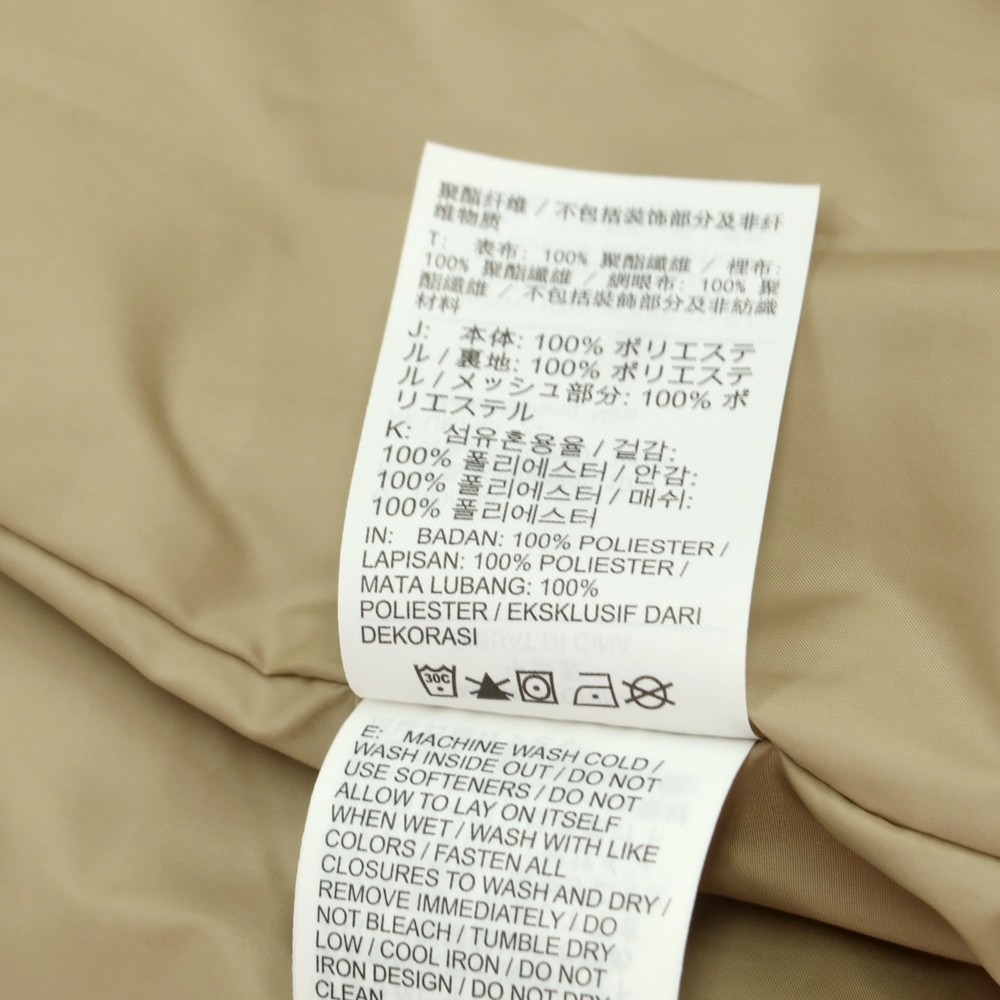 聚酯纤维 / 不包括装饰部分及非纤
维物质
T: 表布: 100% 聚酯纖維 / 裡布:
100% 聚酯纖維 / 網眼布: 100% 聚
酯纖維 / 不包括裝飾部分及非紡織
材料
J: 本体: 100% ポリエステ
ル / 裏地: 100% ポリエステ
ル / メッシュ部分: 100% ポ
リエステル
K: 섬유혼용율 / 겉감:
100% 폴리에스터 / 안감:
100% 폴리에스터 / 매쉬:
100% 폴리에스터
IN: BADAN: 100% POLIESTER /
LAPISAN: 100% POLIESTER /
MATA LUBANG: 100%
POLIESTER / EKSKLUSIF DARI
DEKORASI
30C
E: MACHINE WASH COLD /
WASH INSIDE OUT / DO NOT
USE SOFTENERS / DO NOT
ALLOW TO LAY ON ITSELF
WHEN WET / WASH WITH LIKE
COLORS / FASTEN ALL
CLOSURES TO WASH AND DRY /
REMOVE IMMEDIATELY / DO
NOT BLEACH / TUMBLE DRY
LOW / COOL IRON / DO NOT
IRON DESIGN / DO NOT DRY
CLEAN